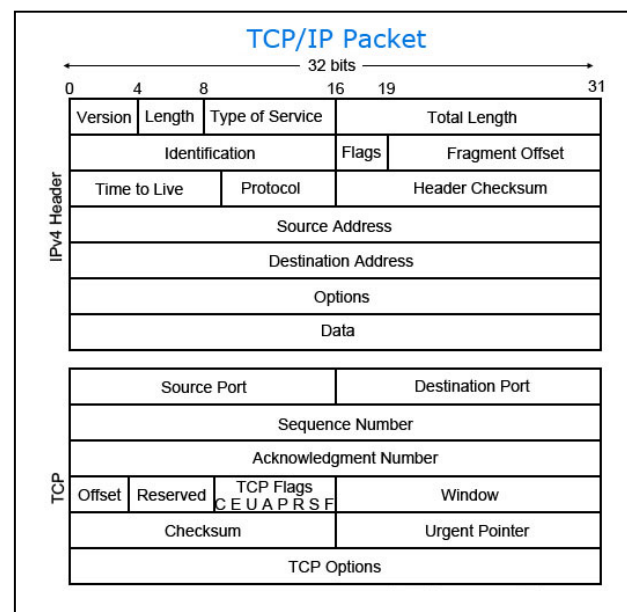 TCP/IP Packet
32 bits
0 4 8 16 19 31
Version Length Type of Service Total Length
Identification Flags Fragment Offset
Time to Live Protocol Header Checksum
Source Address
Destination Address
Options
Data
IPv4 Header
Source Port Destination Port
Sequence Number
Acknowledgment Number
Offset Reserved TCP Flags Window
C E U A P R S F
Checksum Urgent Pointer
TCP Options
TCP